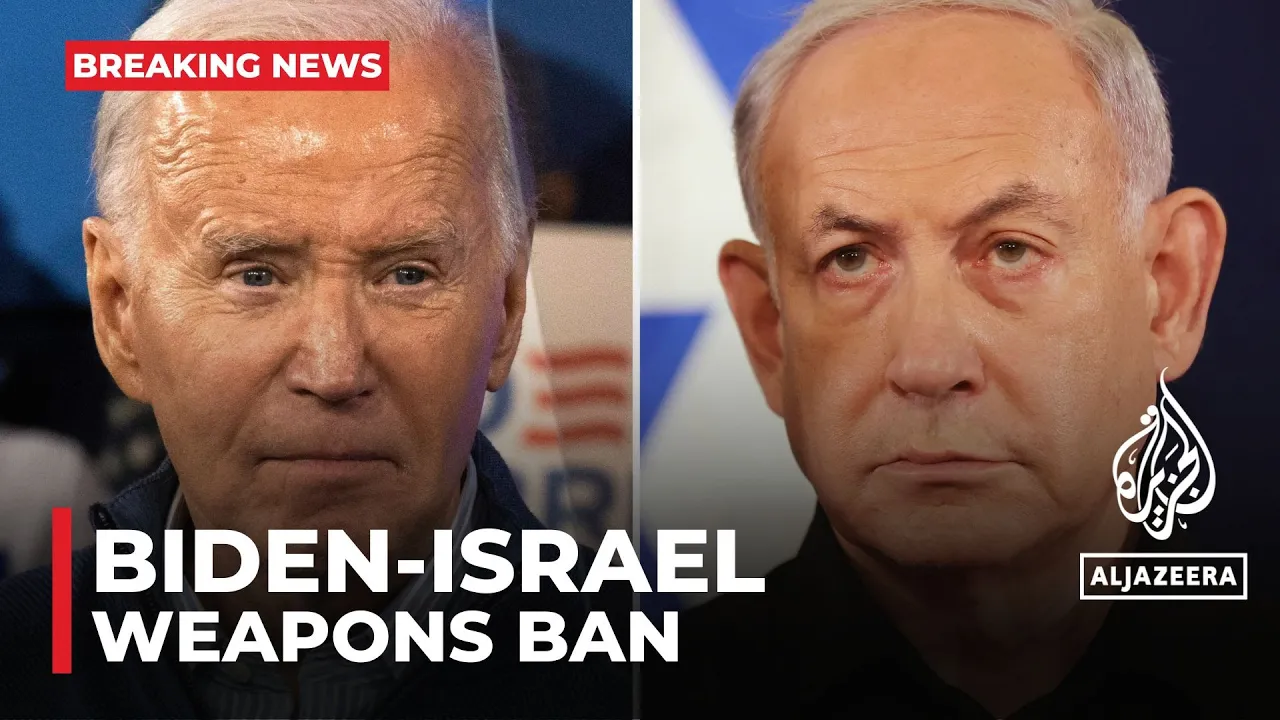 BREAKING NEWS
BIDEN-ISRAEL
WEAPONS BAN
الجزيرة
ALJAZEERA